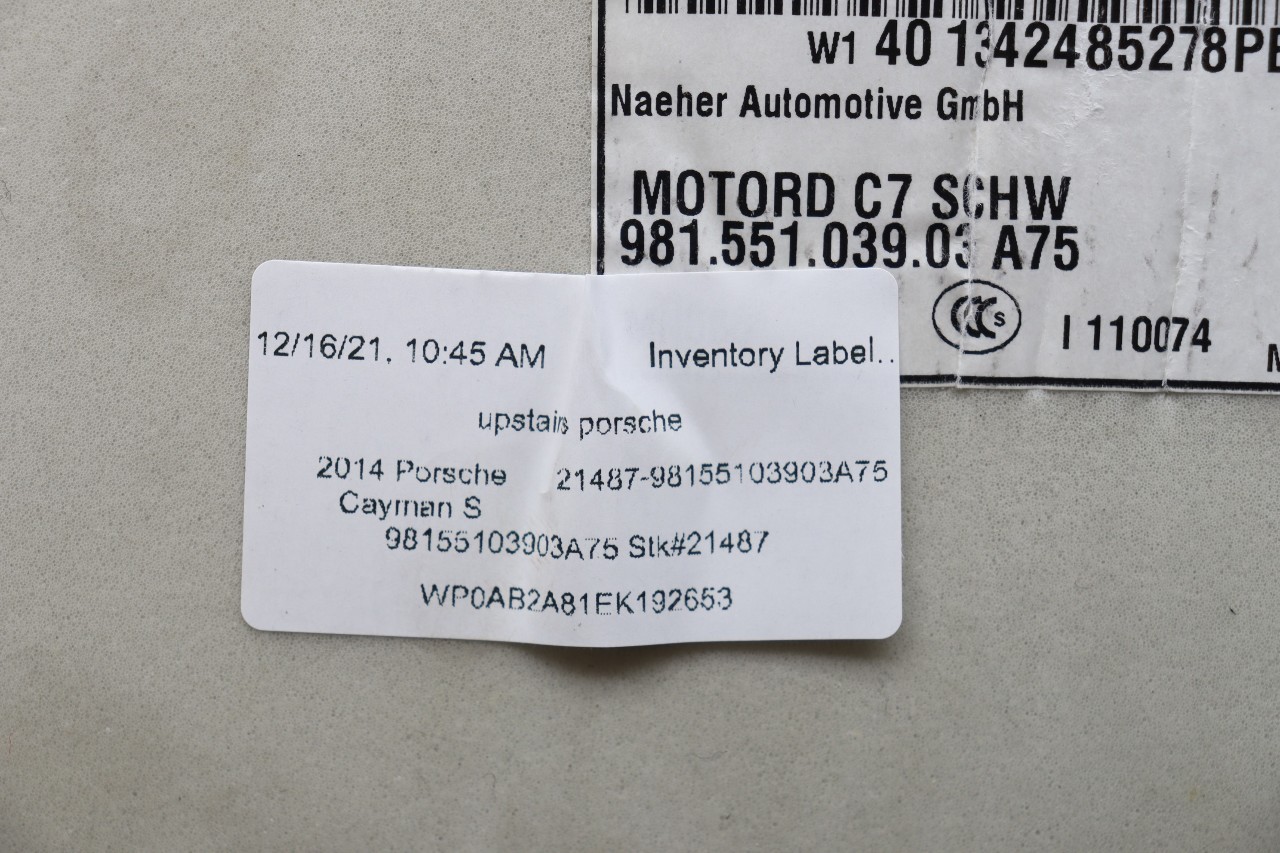 W1 40 1342485278PE
Naeher Automotive GmbH
MOTORD C7 SCHW
981.551.039.03 A75
CCC S
I 110074
12/16/21, 10:45 AM Inventory Label..
upstairs porsche
2014 Porsche 21487-98155103903A75
Cayman S
98155103903A75 Stk#21487
WP0AB2A81EK192653